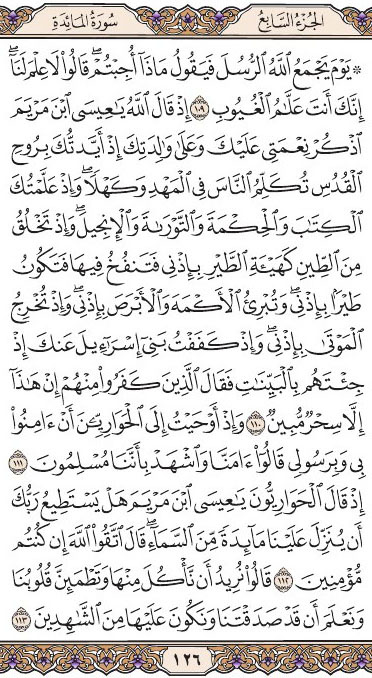 الجزء السابع سورة المائدة
۞ يَوۡمَ يَجۡمَعُ ٱللَّهُ ٱلرُّسُلَ فَيَقُولُ مَاذَآ أُجِبۡتُمۡۖ قَالُواْ لَا عِلۡمَ لَنَآۖ
إِنَّكَ أَنتَ عَلَّٰمُ ٱلۡغُيُوبِ ١٠٩ إِذۡ قَالَ ٱللَّهُ يَٰعِيسَى ٱبۡنَ مَرۡيَمَ
ٱذۡكُرۡ نِعۡمَتِي عَلَيۡكَ وَعَلَىٰ وَٰلِدَتِكَ إِذۡ أَيَّدتُّكَ بِرُوحِ
ٱلۡقُدُسِ تُكَلِّمُ ٱلنَّاسَ فِي ٱلۡمَهۡدِ وَكَهۡلٗاۖ وَإِذۡ عَلَّمۡتُكَ
ٱلۡكِتَٰبَ وَٱلۡحِكۡمَةَ وَٱلتَّوۡرَىٰةَ وَٱلۡإِنجِيلَۖ وَإِذۡ تَخۡلُقُ
مِنَ ٱلطِّينِ كَهَيۡـَٔةِ ٱلطَّيۡرِ بِإِذۡنِي فَتَنفُخُ فِيهَا فَتَكُونُ
طَيۡرَۢا بِإِذۡنِيۖ وَتُبۡرِئُ ٱلۡأَكۡمَهَ وَٱلۡأَبۡرَصَ بِإِذۡنِيۖ وَإِذۡ تُخۡرِجُ
ٱلۡمَوۡتَىٰ بِإِذۡنِيۖ وَإِذۡ كَفَفۡتُ بَنِيٓ إِسۡرَٰٓءِيلَ عَنكَ إِذۡ
جِئۡتَهُم بِٱلۡبَيِّنَٰتِ فَقَالَ ٱلَّذِينَ كَفَرُواْ مِنۡهُمۡ إِنۡ هَٰذَآ
إِلَّا سِحۡرٞ مُّبِينٞ ١١٠ وَإِذۡ أَوۡحَيۡتُ إِلَى ٱلۡحَوَارِيِّـۧنَ أَنۡ ءَامِنُواْ
بِي وَبِرَسُولِي قَالُوٓاْ ءَامَنَّا وَٱشۡهَدۡ بِأَنَّنَا مُسۡلِمُونَ ١١١
إِذۡ قَالَ ٱلۡحَوَارِيُّونَ يَٰعِيسَى ٱبۡنَ مَرۡيَمَ هَلۡ يَسۡتَطِيعُ رَبُّكَ
أَن يُنَزِّلَ عَلَيۡنَا مَآئِدَةٗ مِّنَ ٱلسَّمَآءِۖ قَالَ ٱتَّقُواْ ٱللَّهَ إِن كُنتُم
مُّؤۡمِنِينَ ١١٢ قَالُواْ نُرِيدُ أَن نَّأۡكُلَ مِنۡهَا وَتَطۡمَئِنَّ قُلُوبُنَا
وَنَعۡلَمَ أَن قَدۡ صَدَقۡتَنَا وَنَكُونَ عَلَيۡهَا مِنَ ٱلشَّٰهِدِينَ ١١٣
١٢٦